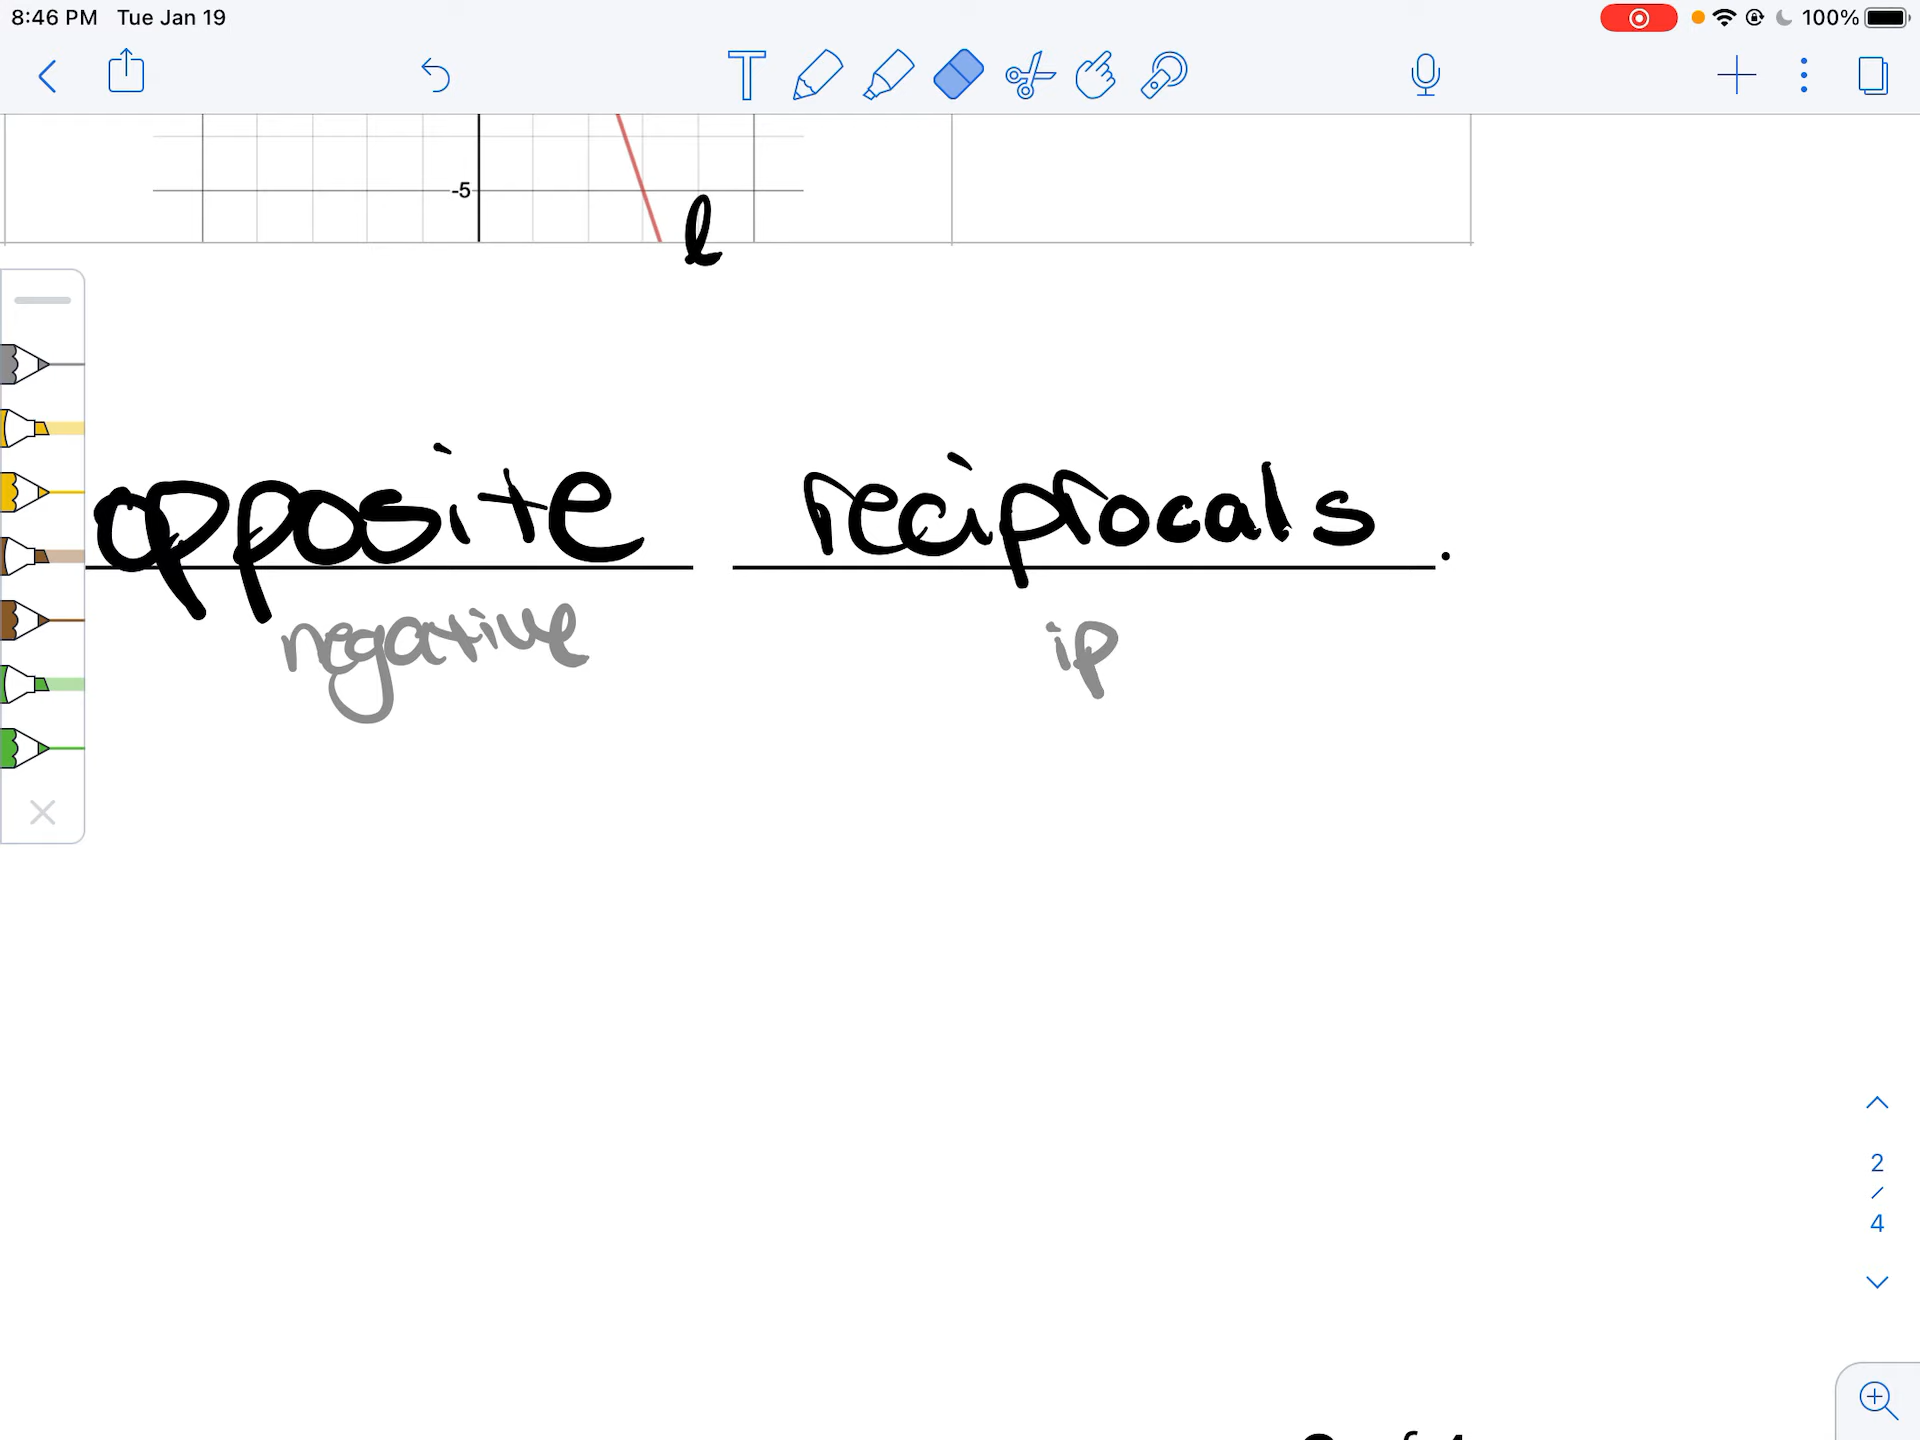 8:46 PM Tue Jan 19
100%
-5
l
opposite reciprocals.
negative ip
2
/
4